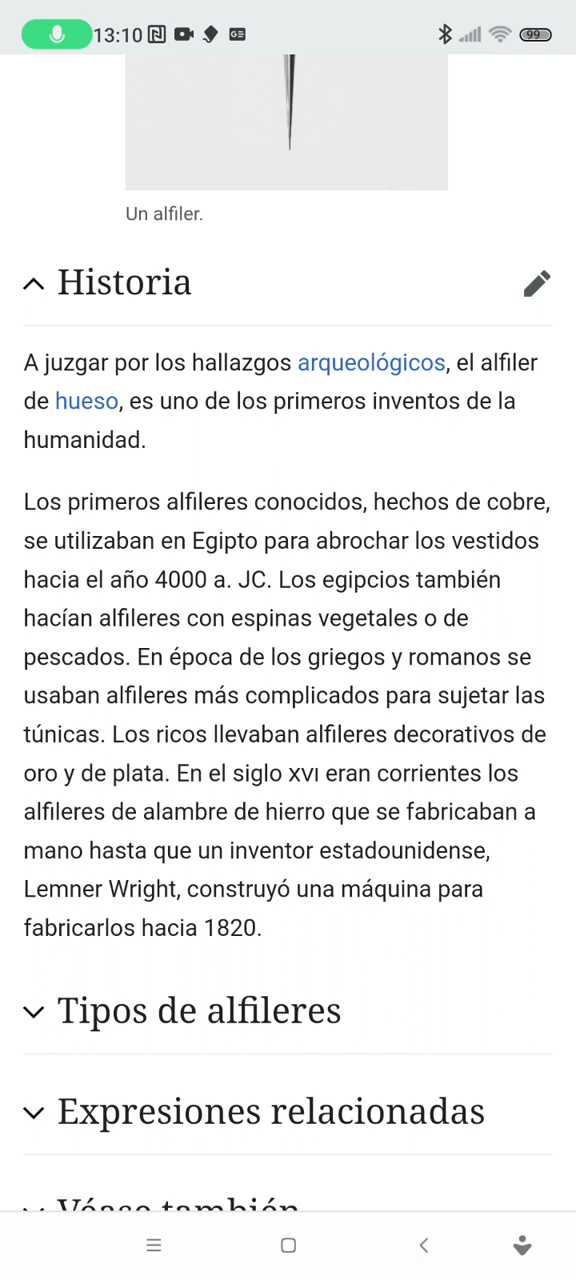 13:10
99
Un alfiler.
Historia
A juzgar por los hallazgos arqueológicos, el alfiler
de hueso, es uno de los primeros inventos de la
humanidad.
Los primeros alfileres conocidos, hechos de cobre,
se utilizaban en Egipto para abrochar los vestidos
hacia el año 4000 a. JC. Los egipcios también
hacían alfileres con espinas vegetales o de
pescados. En época de los griegos y romanos se
usaban alfileres más complicados para sujetar las
túnicas. Los ricos llevaban alfileres decorativos de
oro y de plata. En el siglo XVI eran corrientes los
alfileres de alambre de hierro que se fabricaban a
mano hasta que un inventor estadounidense,
Lemner Wright, construyó una máquina para
fabricarlos hacia 1820.
Tipos de alfileres
Expresiones relacionadas
Véase también